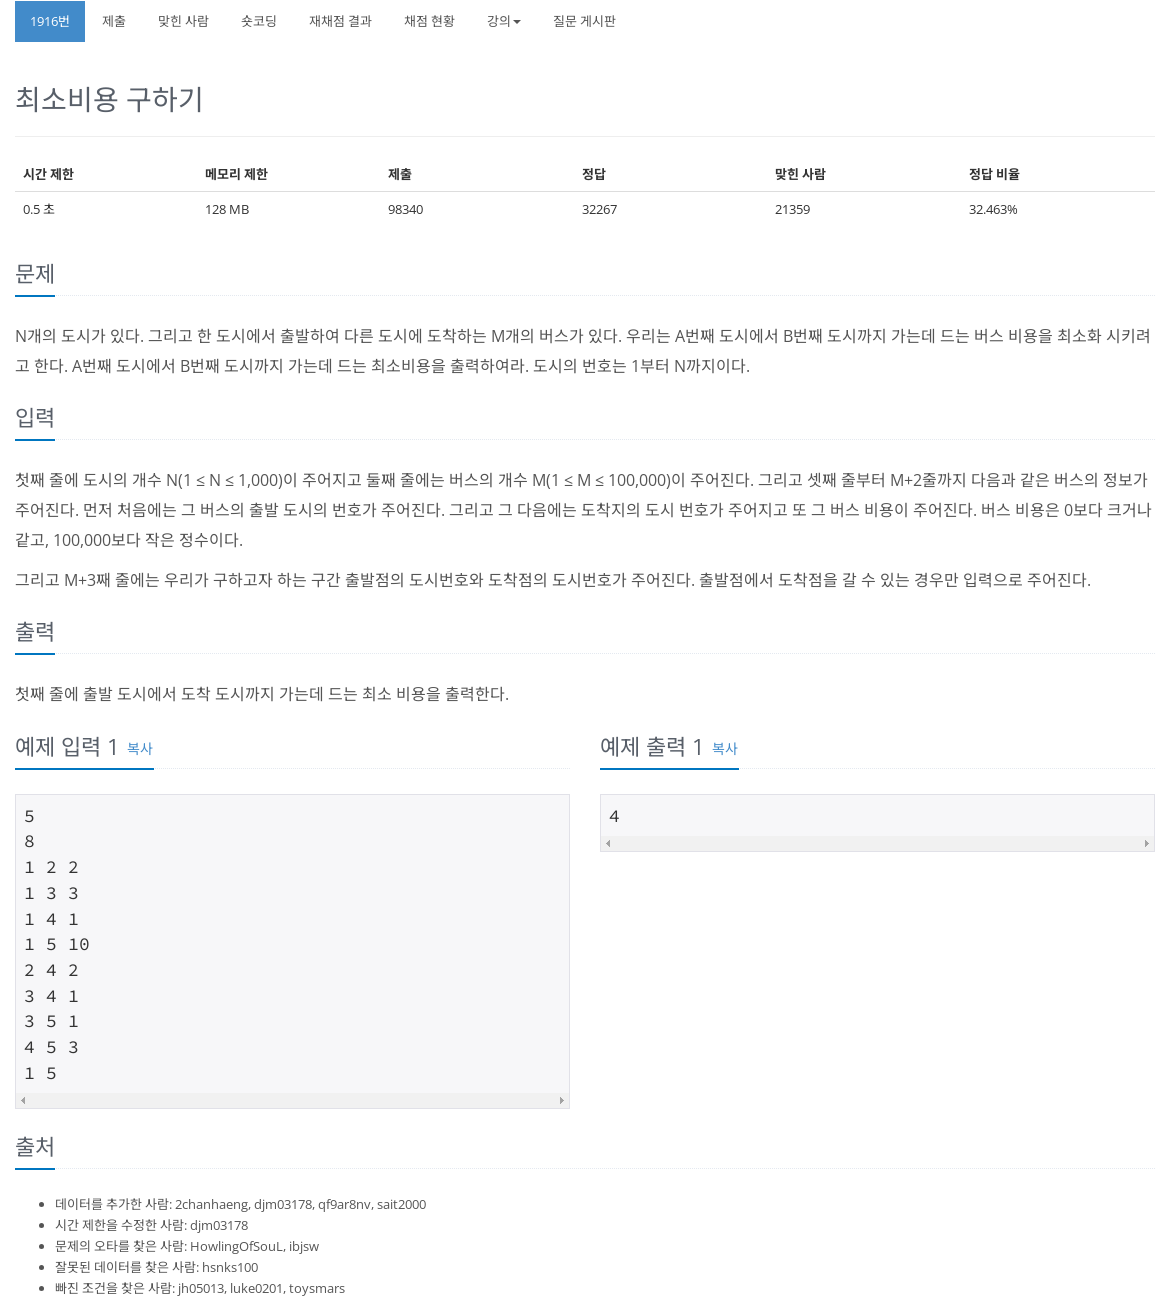 1916번 제출 맞힌 사람 숏코딩 재채점 결과 채점 현황 강의 질문 게시판
최소비용 구하기
시간 제한 메모리 제한 제출 정답 맞힌 사람 정답 비율
0.5 초 128 MB 98340 32267 21359 32.463%
문제
N개의 도시가 있다. 그리고 한 도시에서 출발하여 다른 도시에 도착하는 M개의 버스가 있다. 우리는 A번째 도시에서 B번째 도시까지 가는데 드는 버스 비용을 최소화 시키려
고 한다. A번째 도시에서 B번째 도시까지 가는데 드는 최소비용을 출력하여라. 도시의 번호는 1부터 N까지이다.
입력
첫째 줄에 도시의 개수 N(1 ≤ N ≤ 1,000)이 주어지고 둘째 줄에는 버스의 개수 M(1 ≤ M ≤ 100,000)이 주어진다. 그리고 셋째 줄부터 M+2줄까지 다음과 같은 버스의 정보가
주어진다. 먼저 처음에는 그 버스의 출발 도시의 번호가 주어진다. 그리고 그 다음에는 도착지의 도시 번호가 주어지고 또 그 버스 비용이 주어진다. 버스 비용은 0보다 크거나
같고, 100,000보다 작은 정수이다.
그리고 M+3째 줄에는 우리가 구하고자 하는 구간 출발점의 도시번호와 도착점의 도시번호가 주어진다. 출발점에서 도착점을 갈 수 있는 경우만 입력으로 주어진다.
출력
첫째 줄에 출발 도시에서 도착 도시까지 가는데 드는 최소 비용을 출력한다.
예제 입력 1 복사
5
8
1 2 2
1 3 3
1 4 1
1 5 10
2 4 2
3 4 1
3 5 1
4 5 3
1 5
예제 출력 1 복사
4
출처
데이터를 추가한 사람: 2chanhaeng, djm03178, qf9ar8nv, sait2000
시간 제한을 수정한 사람: djm03178
문제의 오타를 찾은 사람: HowlingOfSouL, ibjsw
잘못된 데이터를 찾은 사람: hsnks100
빠진 조건을 찾은 사람: jh05013, luke0201, toysmars